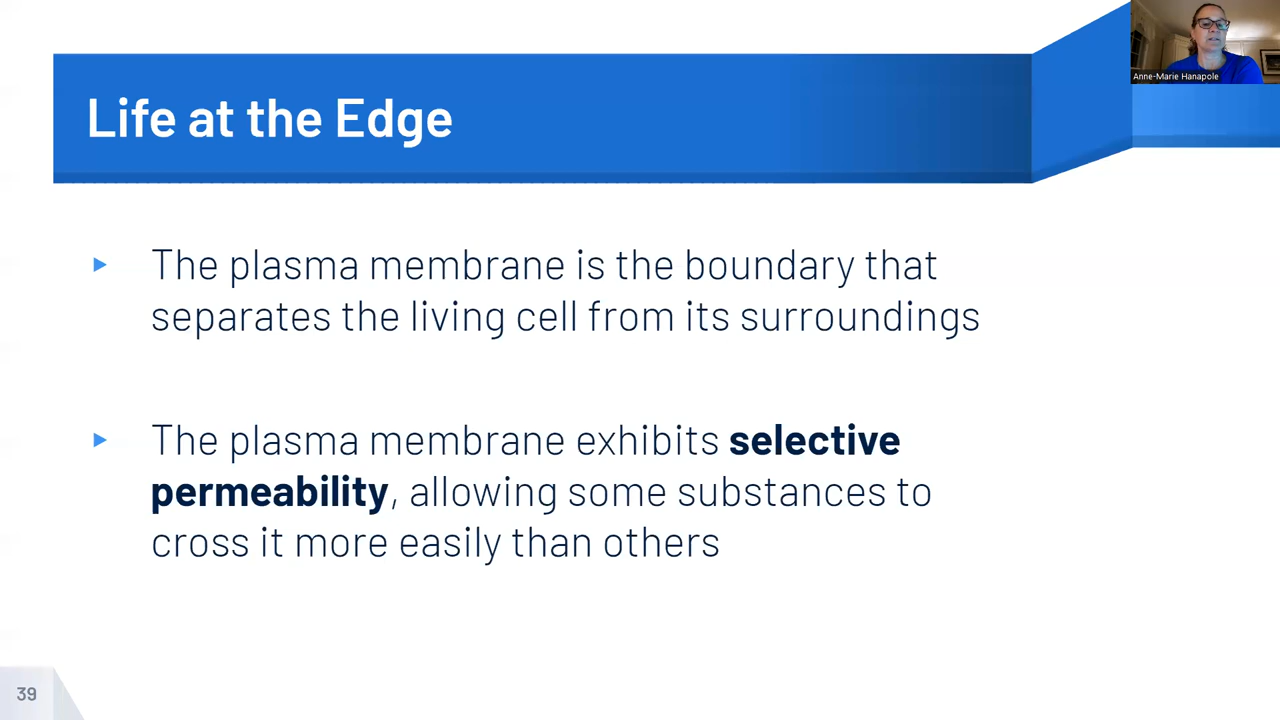 Anne-Marie Hanapole
Life at the Edge
The plasma membrane is the boundary that
separates the living cell from its surroundings
The plasma membrane exhibits selective
permeability, allowing some substances to
cross it more easily than others
39